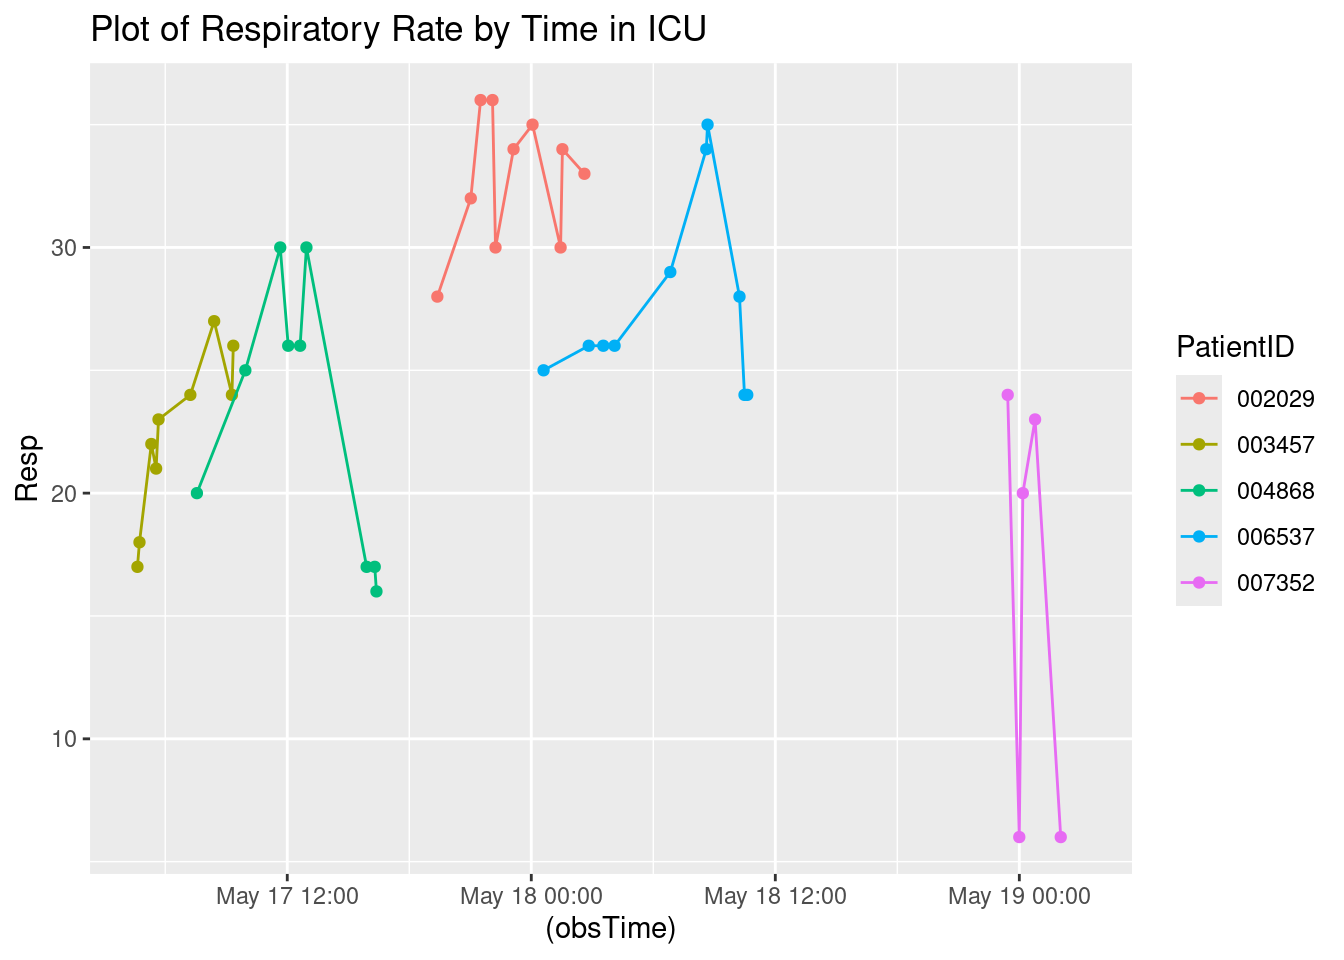 Plot of Respiratory Rate by Time in ICU
Resp
30
20
10
May 17 12:00
May 18 00:00
May 18 12:00
May 19 00:00
(obsTime)
PatientID
002029
003457
004868
006537
007352